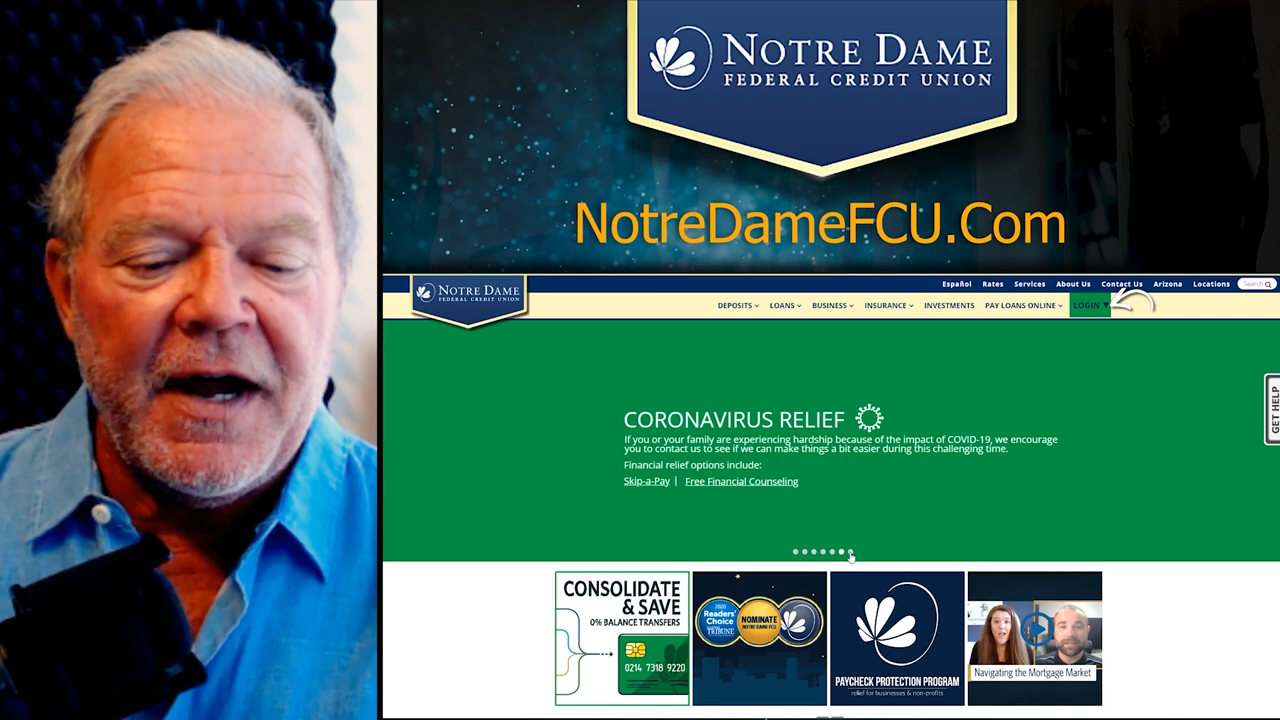 NOTRE DAME
FEDERAL CREDIT UNION
NotreDameFCU.Com
NOTRE DAME
FEDERAL CREDIT UNION
Español Rates Services About Us Contact Us Arizona Locations Search
DEPOSITS LOANS BUSINESS INSURANCE INVESTMENTS PAY LOANS ONLINE LOGIN
GET HELP
CORONAVIRUS RELIEF
If you or your family are experiencing hardship because of the impact of COVID-19, we encourage
you to contact us to see if we can make things a bit easier during this challenging time.
Financial relief options include:
Skip-a-Pay | Free Financial Counseling
CONSOLIDATE
& SAVE
0% BALANCE TRANSFERS
0214 7318 9220
2020
Readers'
Choice
TRIBUNE
NOMINATE
NOTRE DAME FCU
PAYCHECK PROTECTION PROGRAM
relief for businesses & non-profits
Navigating the Mortgage Market